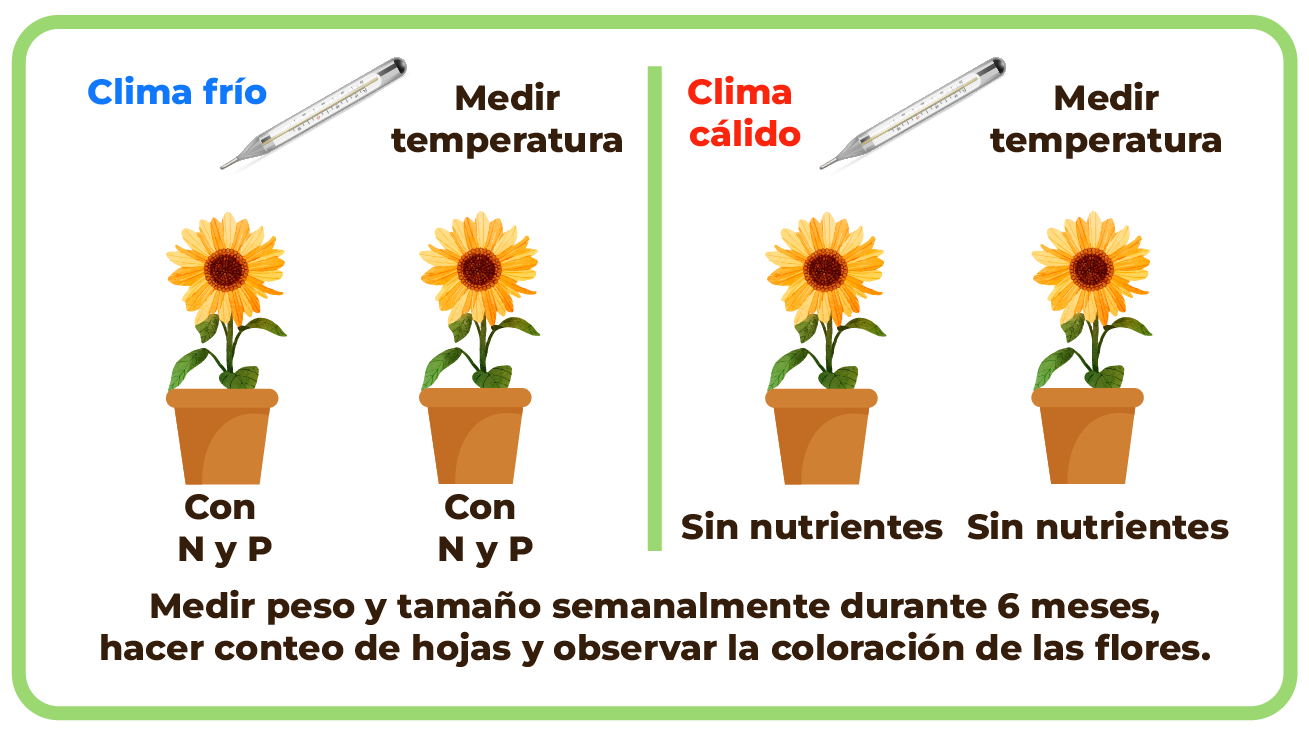 Clima frío
Medir
temperatura
Clima
cálido
Medir
temperatura
Con
N y P
Con
N y P
Sin nutrientes
Sin nutrientes
Medir peso y tamaño semanalmente durante 6 meses,
hacer conteo de hojas y observar la coloración de las flores.